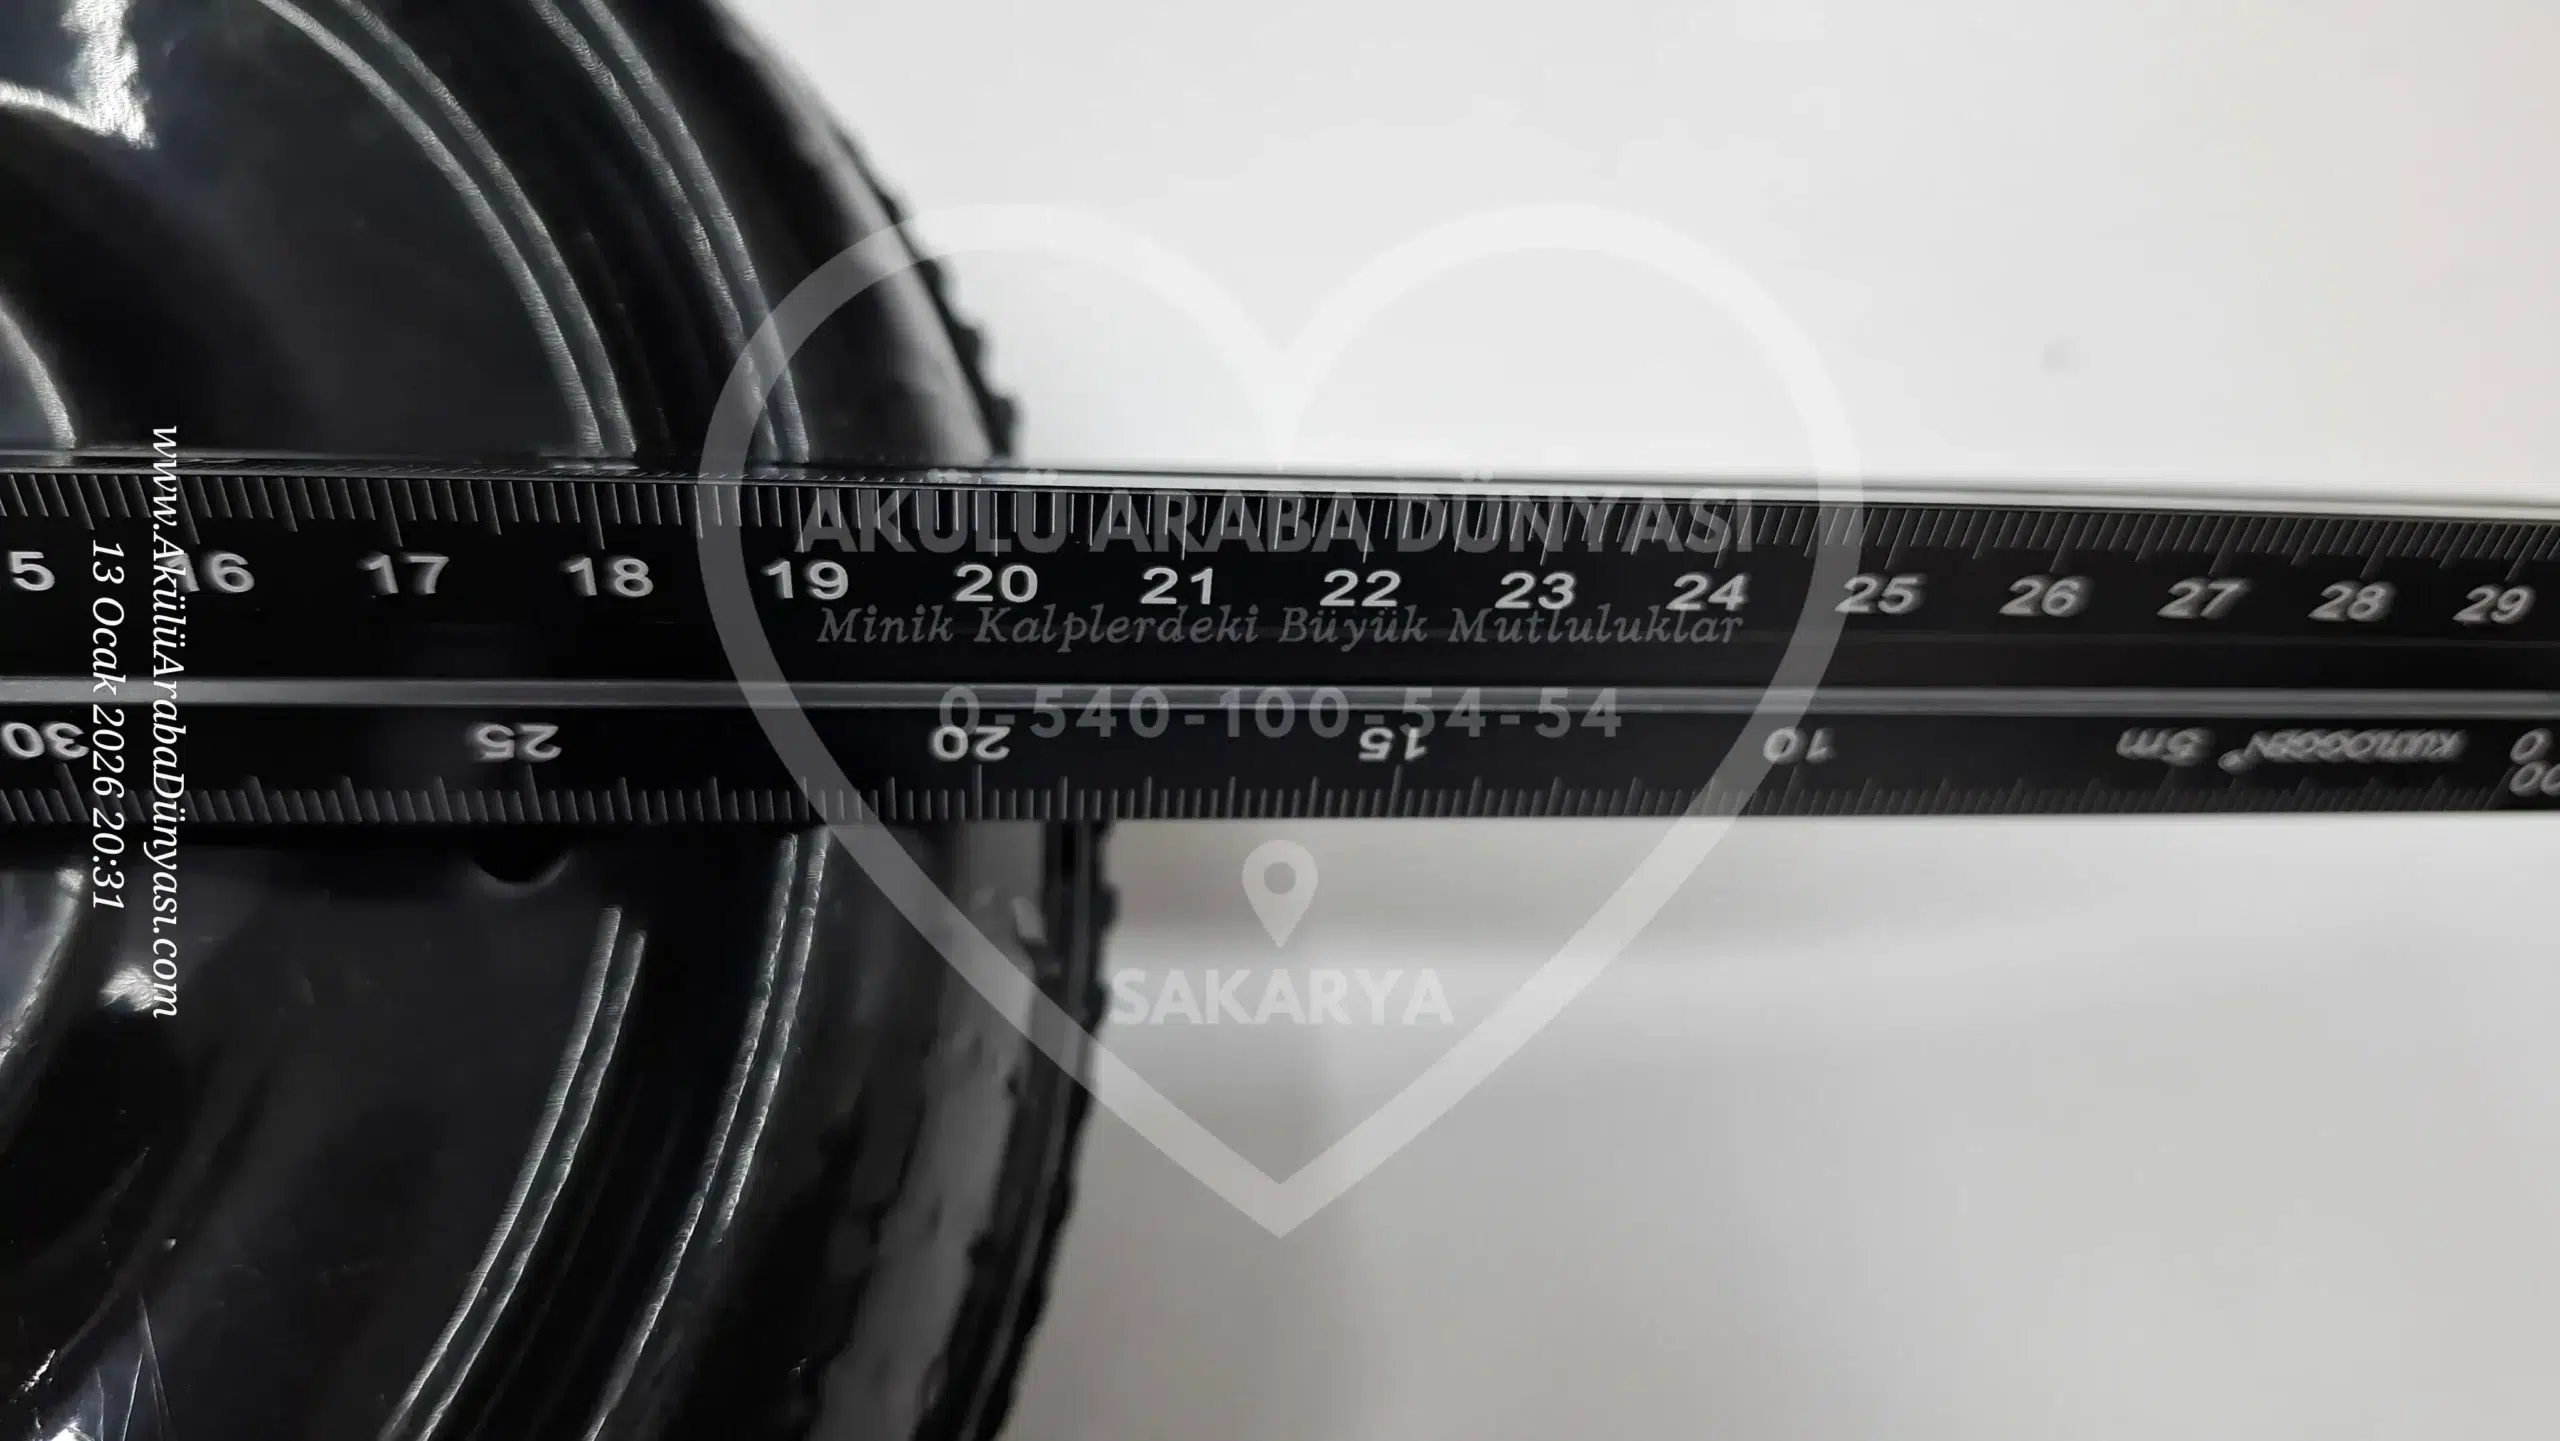 5 16 17 18 19 20 21 22 23 24 25 26 27 28 29
30 25 20 15 10 KUTLOGGEN® 5m 0
www.AkülüArabaDünyası.com
13 Ocak 2026 20:31
AKÜLÜ ARABA DÜNYASI
Minik Kalplerdeki Büyük Mutluluklar
0-540-100-54-54
SAKARYA